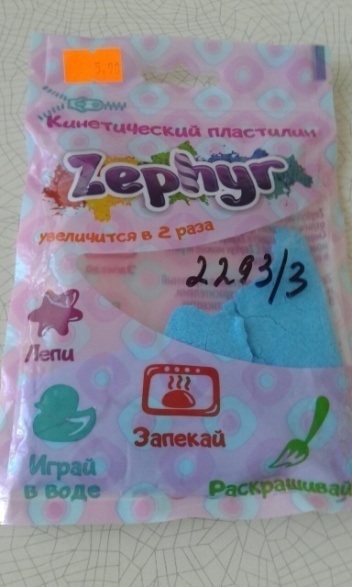 Кинетический пластилин
Zephyr
увеличится в 2 раза
2293/3
Лепи
Запекай
Играй
в воде
Раскрашивай